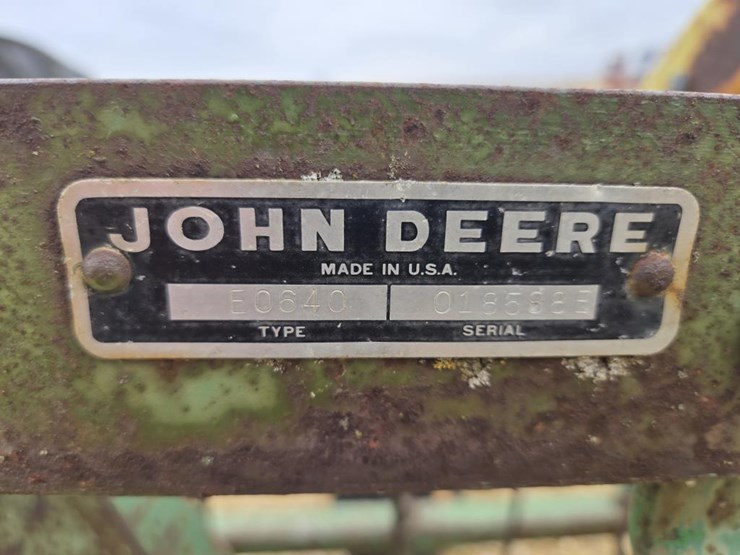 JOHN DEERE
MADE IN U.S.A.
E0640
TYPE SERIAL